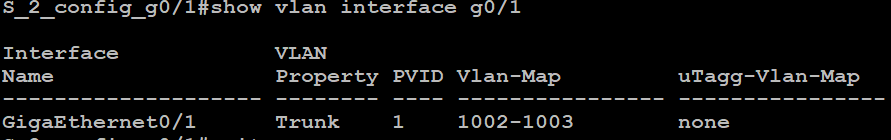 S_2_config_g0/1#show vlan interface g0/1
Interface VLAN
Name Property PVID Vlan-Map uTagg-Vlan-Map
-------------------- -------- ---- ---------------- ----------------
GigaEthernet0/1 Trunk 1 1002-1003 none